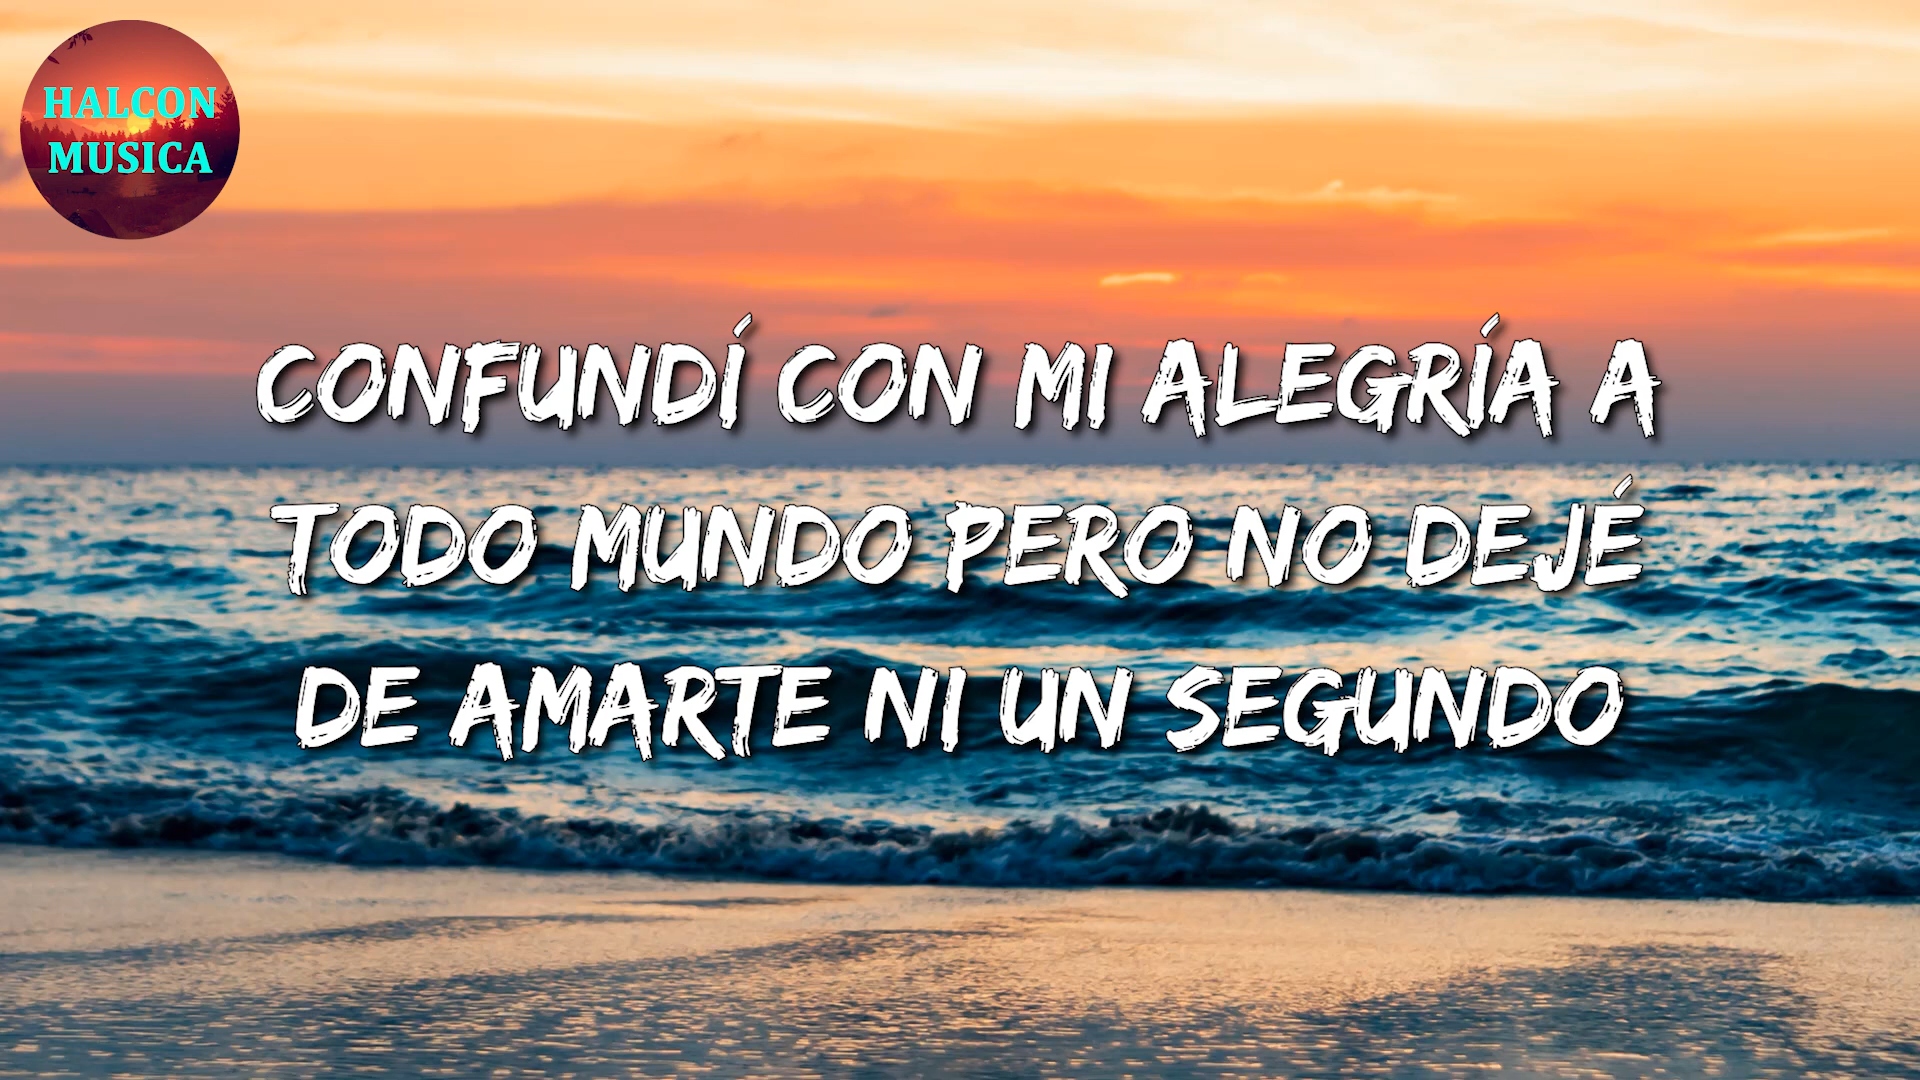 HALCON
MUSICA
CONFUNDÍ CON MI ALEGRÍA A
TODO MUNDO PERO NO DEJÉ
DE AMARTE NI UN SEGUNDO